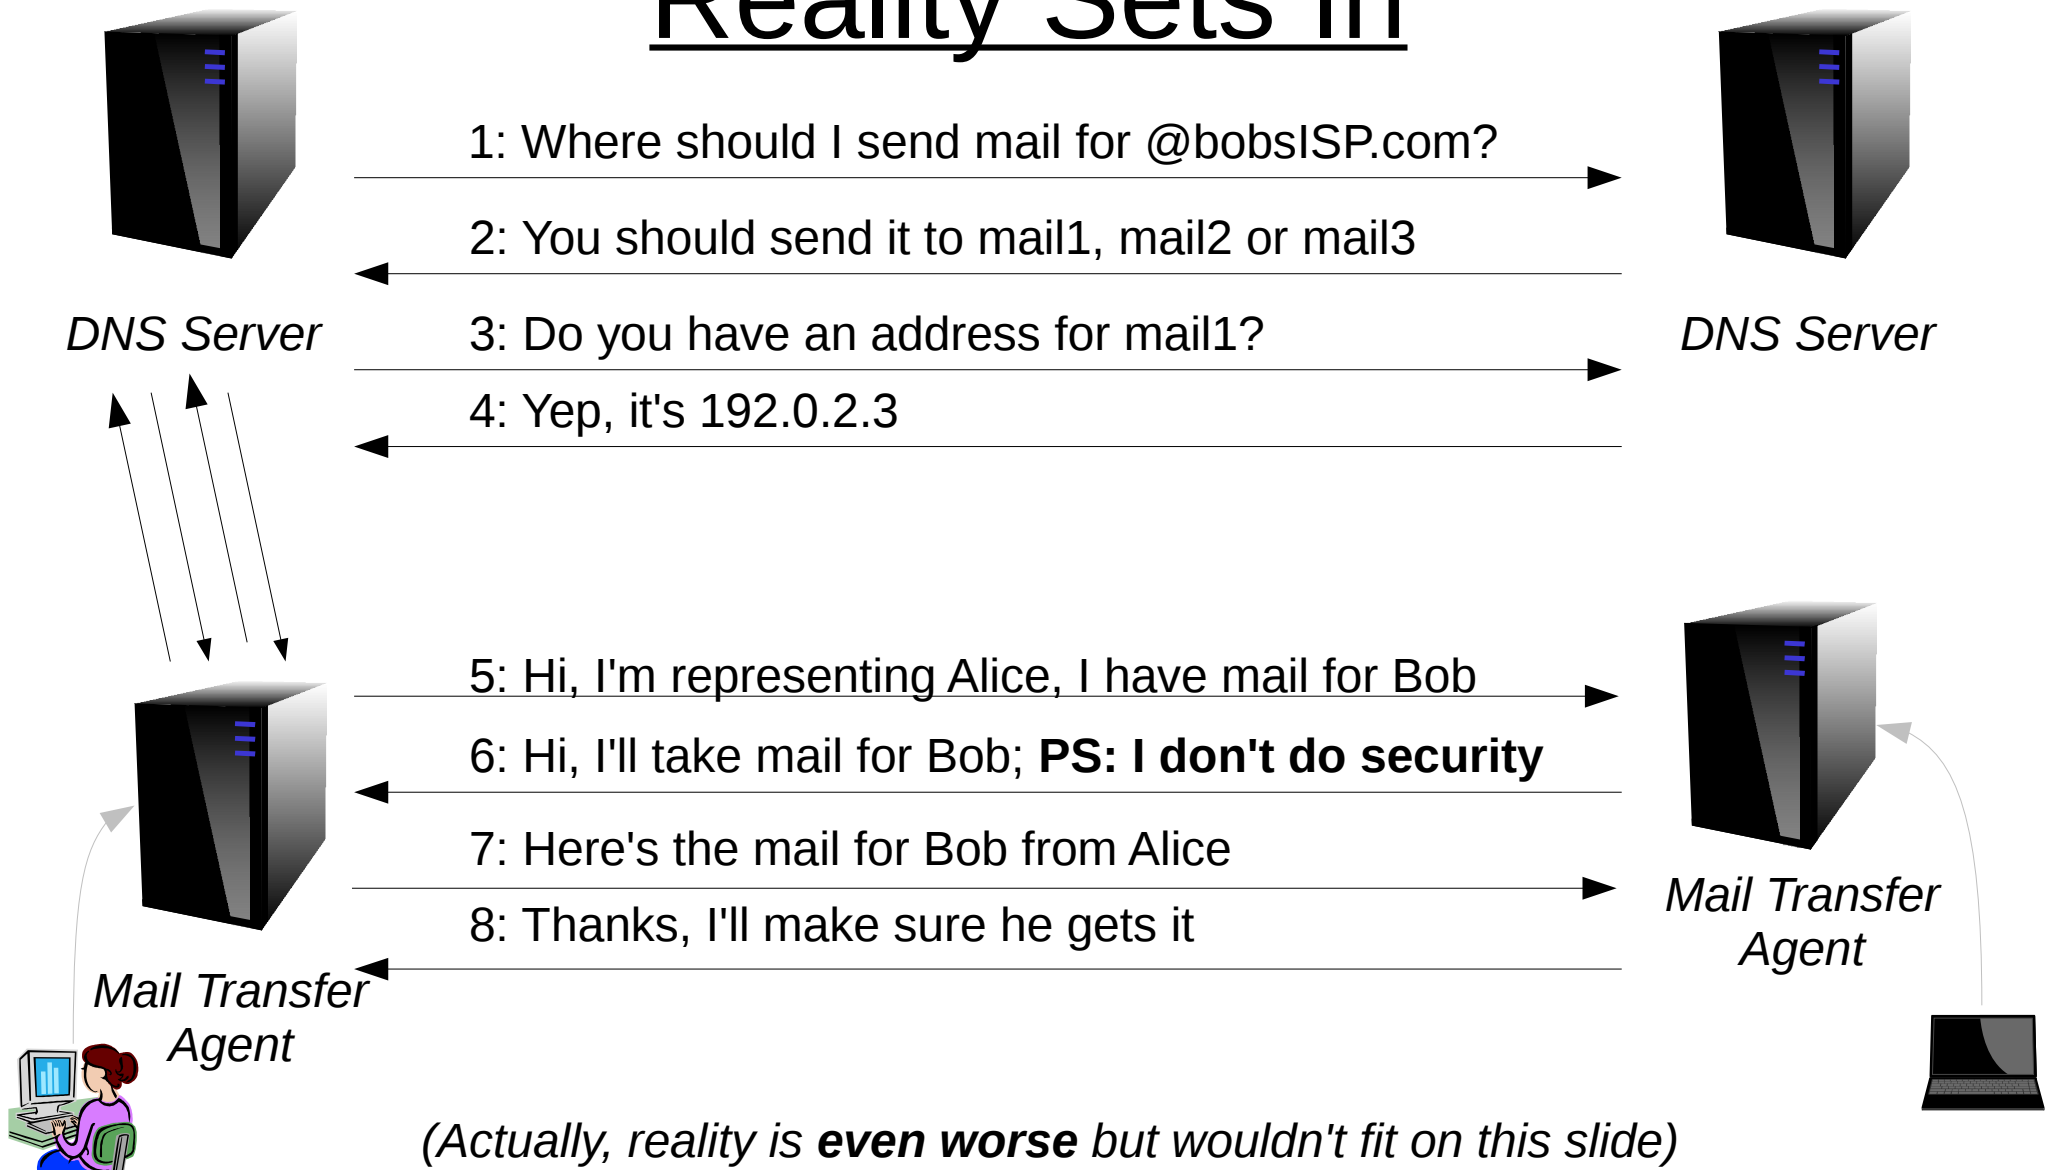 Reality Sets In
1: Where should I send mail for @bobsISP.com?
2: You should send it to mail1, mail2 or mail3
DNS Server
3: Do you have an address for mail1?
DNS Server
4: Yep, it's 192.0.2.3
5: Hi, I'm representing Alice, I have mail for Bob
6: Hi, I'll take mail for Bob; PS: I don't do security
7: Here's the mail for Bob from Alice
8: Thanks, I'll make sure he gets it
Mail Transfer
Agent
Mail Transfer
Agent
(Actually, reality is even worse but wouldn't fit on this slide)